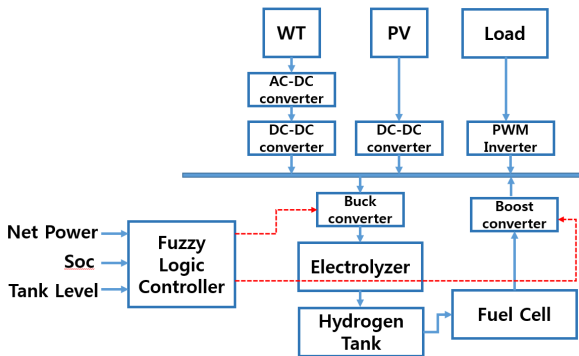 WT
PV
Load
AC-DC
converter
DC-DC
converter
DC-DC
converter
PWM
Inverter
Buck
converter
Boost
converter
Net Power
Soc
Tank Level
Fuzzy
Logic
Controller
Electrolyzer
Hydrogen
Tank
Fuel Cell